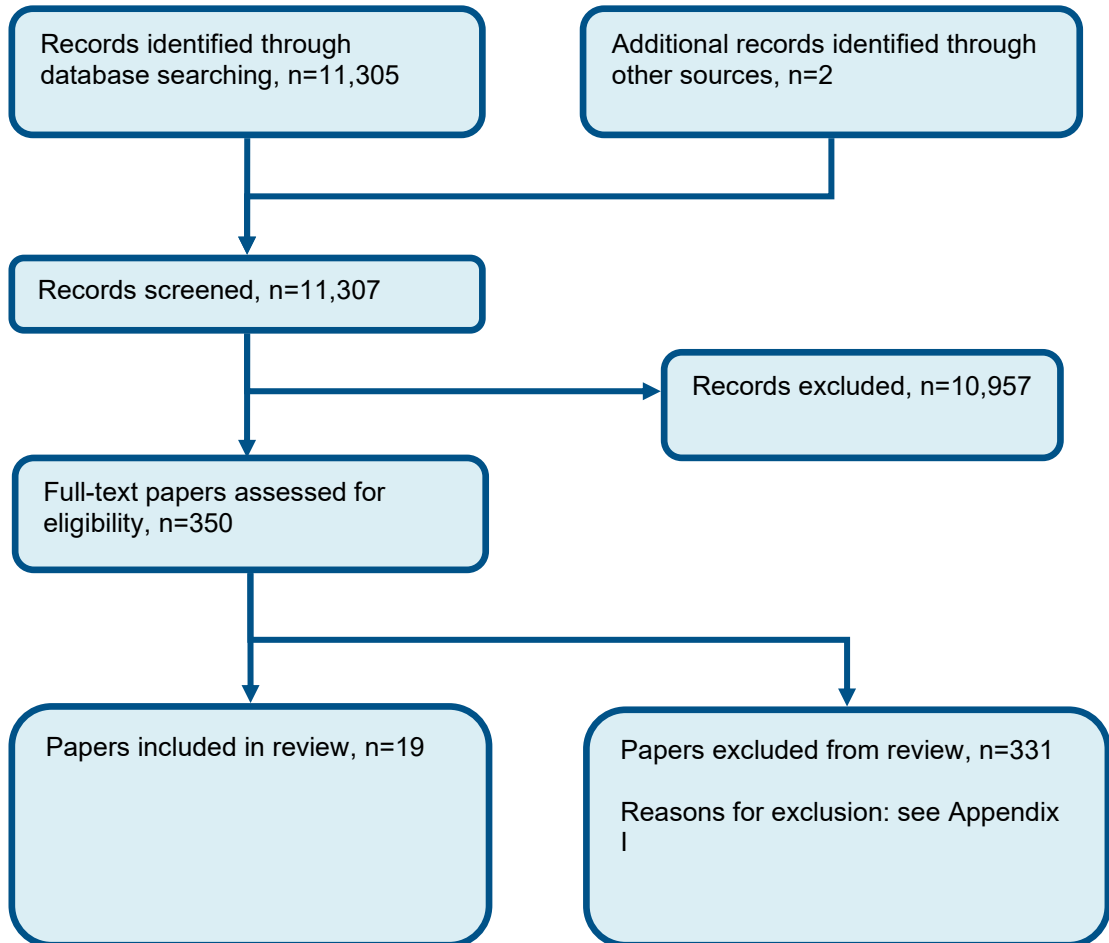 Records identified through
database searching, n=11,305
Additional records identified through
other sources, n=2
Records screened, n=11,307
Records excluded, n=10,957
Full-text papers assessed for
eligibility, n=350
Papers included in review, n=19
Papers excluded from review, n=331
Reasons for exclusion: see Appendix
I